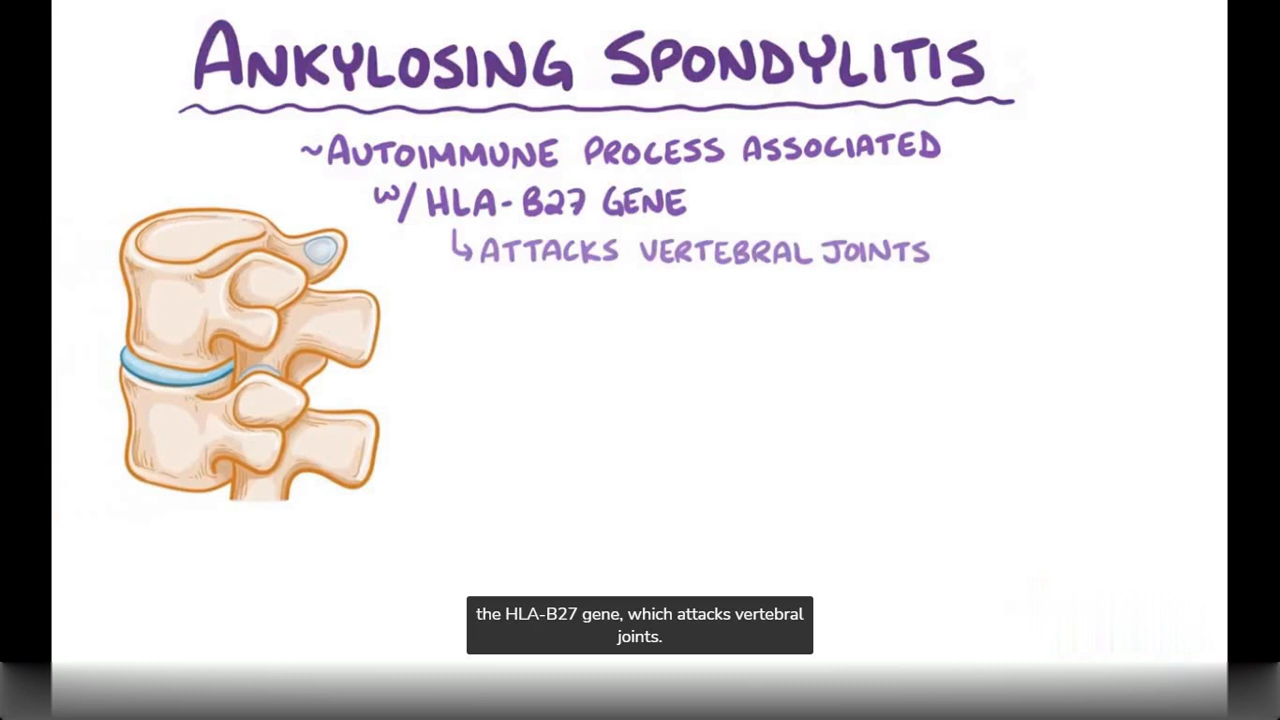 ANKYLOSING SPONDYLITIS
~AUTOIMMUNE PROCESS ASSOCIATED
W/ HLA-B27 GENE
↳ATTACKS VERTEBRAL JOINTS
the HLA-B27 gene, which attacks vertebral
joints.